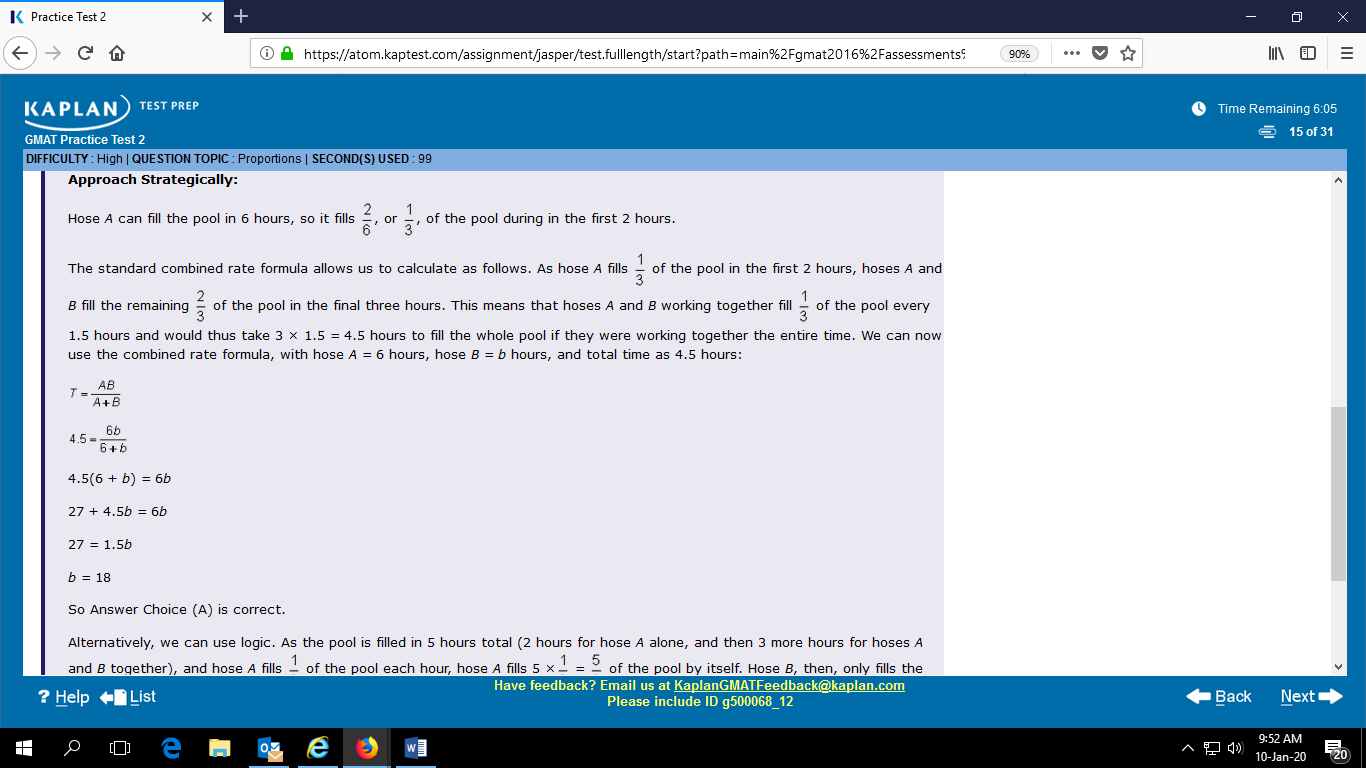 Practice Test 2
https://atom.kaptest.com/assignment/jasper/test.fulllength/start?path=main%2Fgmat2016%2Fassessments%
90%
KAPLAN TEST PREP
GMAT Practice Test 2
Time Remaining 6:05
15 of 31
DIFFICULTY : High | QUESTION TOPIC : Proportions | SECOND(S) USED : 99
Approach Strategically:
Hose A can fill the pool in 6 hours, so it fills 2/6, or 1/3, of the pool during in the first 2 hours.
The standard combined rate formula allows us to calculate as follows. As hose A fills 1/3 of the pool in the first 2 hours, hoses A and
B fill the remaining 2/3 of the pool in the final three hours. This means that hoses A and B working together fill 1/3 of the pool every
1.5 hours and would thus take 3 × 1.5 = 4.5 hours to fill the whole pool if they were working together the entire time. We can now
use the combined rate formula, with hose A = 6 hours, hose B = b hours, and total time as 4.5 hours:
T = AB/(A+B)
4.5 = 6b/(6+b)
4.5(6 + b) = 6b
27 + 4.5b = 6b
27 = 1.5b
b = 18
So Answer Choice (A) is correct.
Alternatively, we can use logic. As the pool is filled in 5 hours total (2 hours for hose A alone, and then 3 more hours for hoses A
and B together), and hose A fills 1 of the pool each hour, hose A fills 5 × 1 = 5 of the pool by itself. Hose B, then, only fills the
Have feedback? Email us at KaplanGMATFeedback@kaplan.com
Please include ID g500068_12
? Help List
Back Next
9:52 AM
10-Jan-20
20